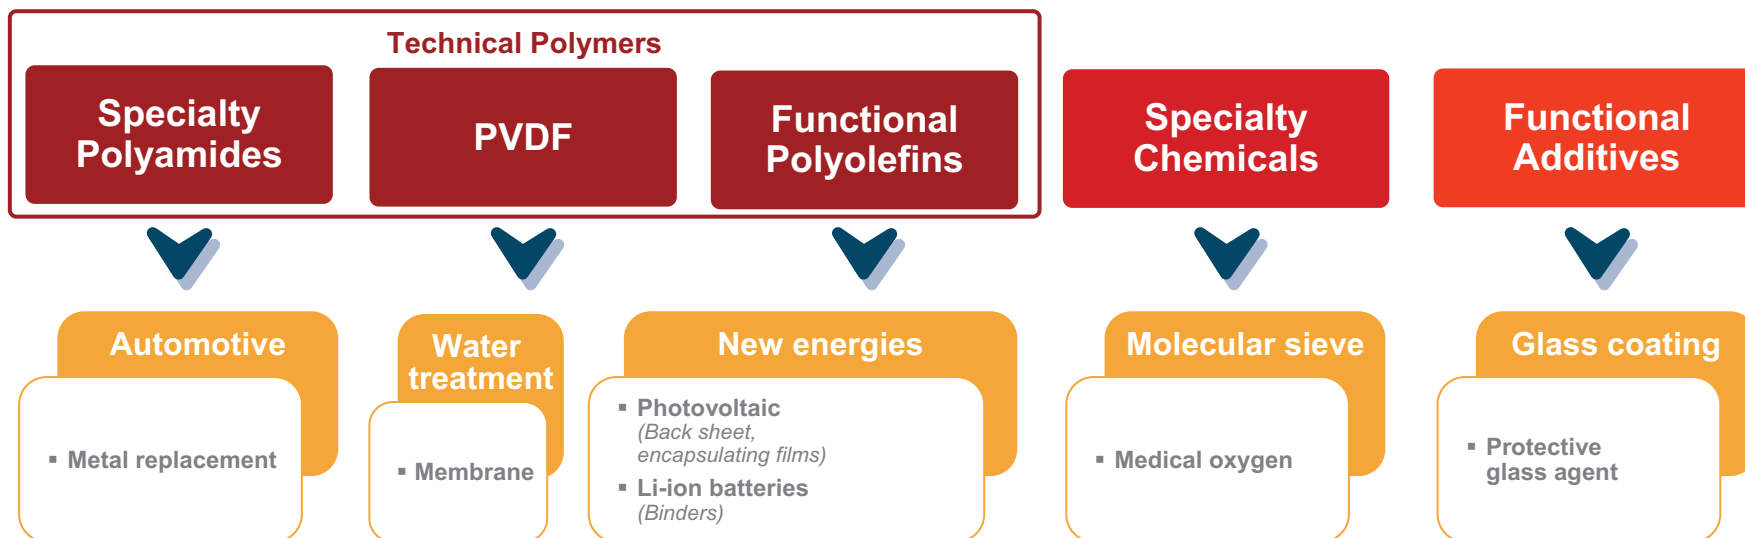 Technical Polymers
Specialty
Polyamides
PVDF
Functional
Polyolefins
Specialty
Chemicals
Functional
Additives
Automotive
▪ Metal replacement
Water
treatment
▪ Membrane
New energies
▪ Photovoltaic
(Back sheet,
encapsulating films)
▪ Li-ion batteries
(Binders)
Molecular sieve
▪ Medical oxygen
Glass coating
▪ Protective
glass agent